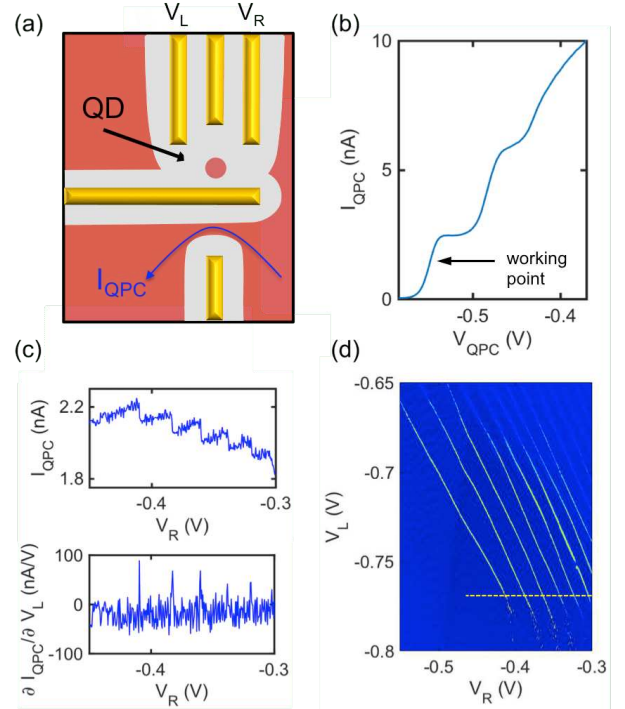 (a)
V_L
V_R
QD
I_QPC
(b)
10
5
0
I_QPC (nA)
working
point
-0.5
-0.4
V_QPC (V)
(c)
2.2
1.8
I_QPC (nA)
-0.4
-0.3
V_R (V)
100
0
-100
∂ I_QPC/∂ V_L (nA/V)
-0.4
-0.3
V_R (V)
(d)
-0.65
-0.7
-0.75
-0.8
V_L (V)
-0.5
-0.4
-0.3
V_R (V)